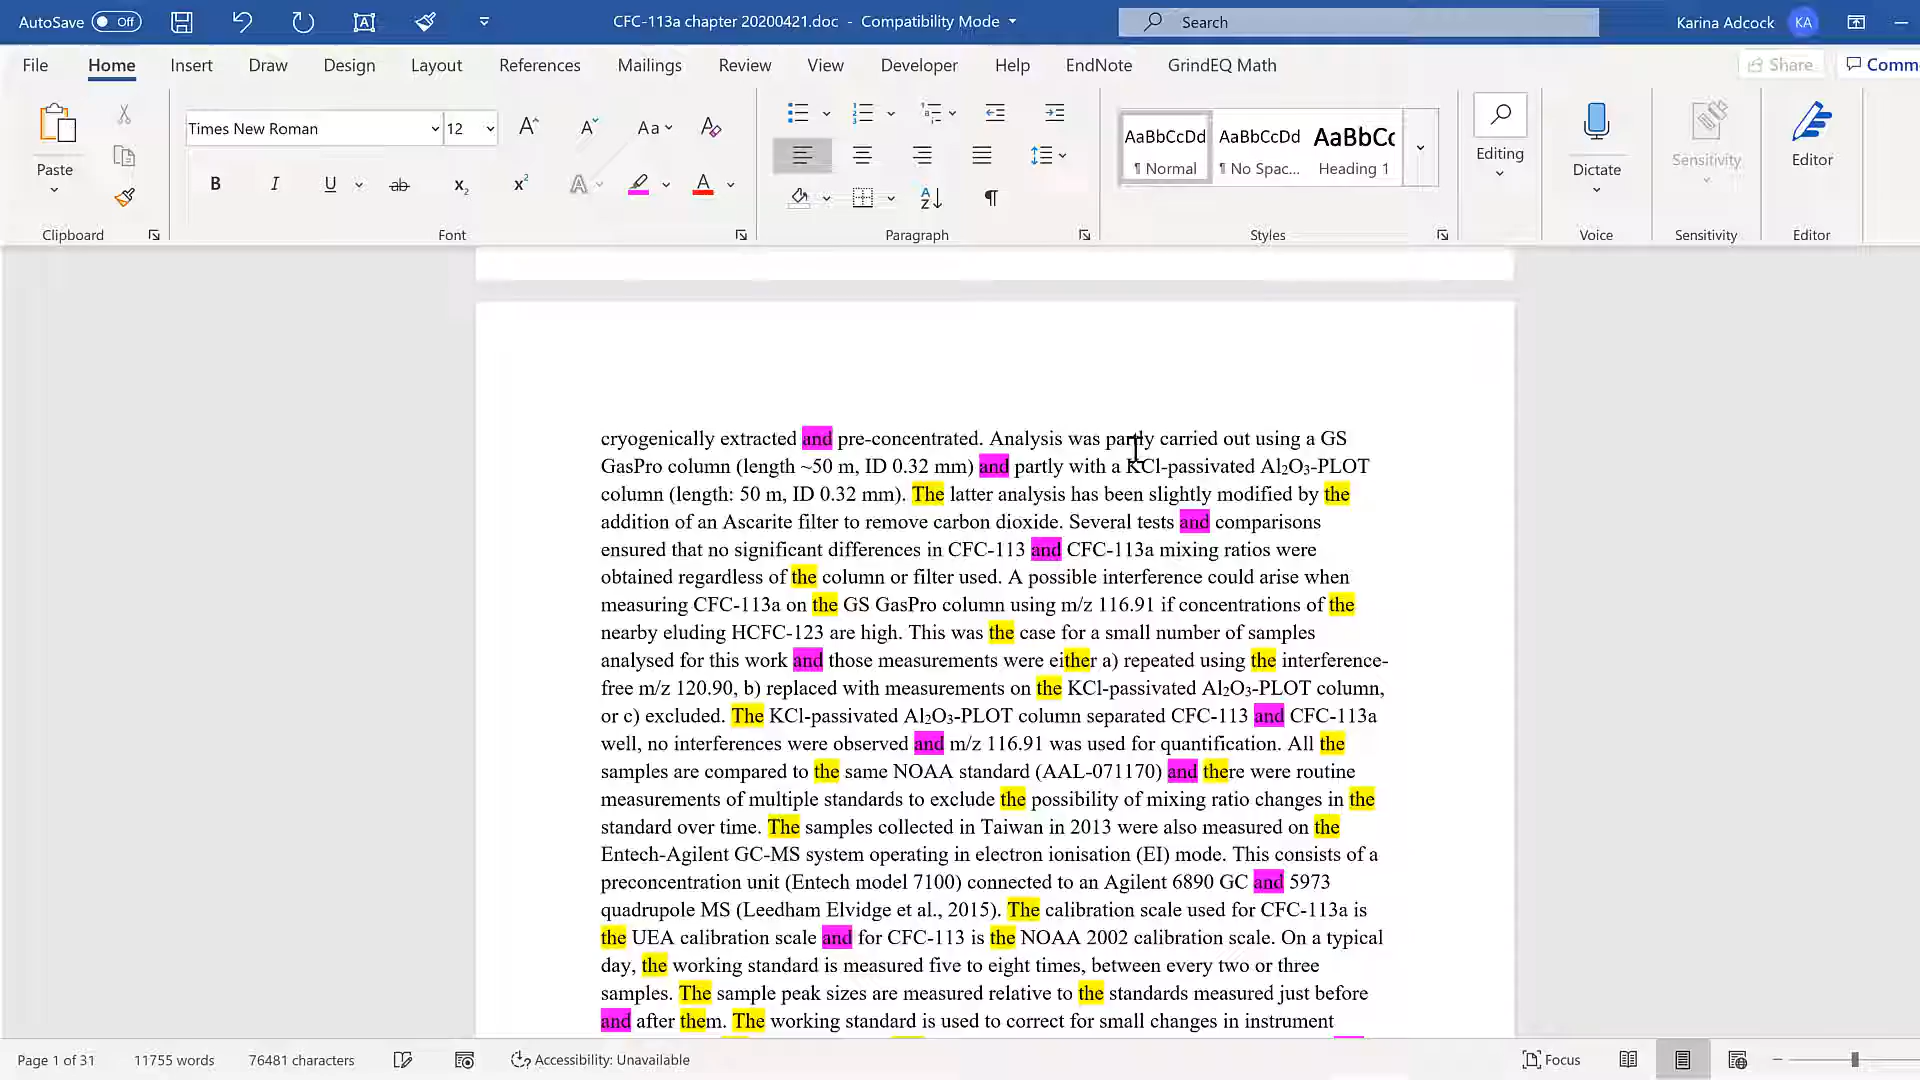 AutoSave Off CFC-113a chapter 20200421.doc - Compatibility Mode Search Karina Adcock KA
File Home Insert Draw Design Layout References Mailings Review View Developer Help EndNote GrindEQ Math Share Comm
Paste Times New Roman 12 Aa AaBbCcDd AaBbCcDd AaBbCc Editing Dictate Sensitivity Editor
B I U ab x₂ x² A A ¶ Normal ¶ No Spac... Heading 1
Clipboard Font Paragraph Styles Voice Sensitivity Editor
cryogenically extracted and pre-concentrated. Analysis was partly carried out using a GS
GasPro column (length ~50 m, ID 0.32 mm) and partly with a KCl-passivated Al₂O₃-PLOT
column (length: 50 m, ID 0.32 mm). The latter analysis has been slightly modified by the
addition of an Ascarite filter to remove carbon dioxide. Several tests and comparisons
ensured that no significant differences in CFC-113 and CFC-113a mixing ratios were
obtained regardless of the column or filter used. A possible interference could arise when
measuring CFC-113a on the GS GasPro column using m/z 116.91 if concentrations of the
nearby eluding HCFC-123 are high. This was the case for a small number of samples
analysed for this work and those measurements were either a) repeated using the interference-
free m/z 120.90, b) replaced with measurements on the KCl-passivated Al₂O₃-PLOT column,
or c) excluded. The KCl-passivated Al₂O₃-PLOT column separated CFC-113 and CFC-113a
well, no interferences were observed and m/z 116.91 was used for quantification. All the
samples are compared to the same NOAA standard (AAL-071170) and there were routine
measurements of multiple standards to exclude the possibility of mixing ratio changes in the
standard over time. The samples collected in Taiwan in 2013 were also measured on the
Entech-Agilent GC-MS system operating in electron ionisation (EI) mode. This consists of a
preconcentration unit (Entech model 7100) connected to an Agilent 6890 GC and 5973
quadrupole MS (Leedham Elvidge et al., 2015). The calibration scale used for CFC-113a is
the UEA calibration scale and for CFC-113 is the NOAA 2002 calibration scale. On a typical
day, the working standard is measured five to eight times, between every two or three
samples. The sample peak sizes are measured relative to the standards measured just before
and after them. The working standard is used to correct for small changes in instrument
Page 1 of 31 11755 words 76481 characters Accessibility: Unavailable Focus